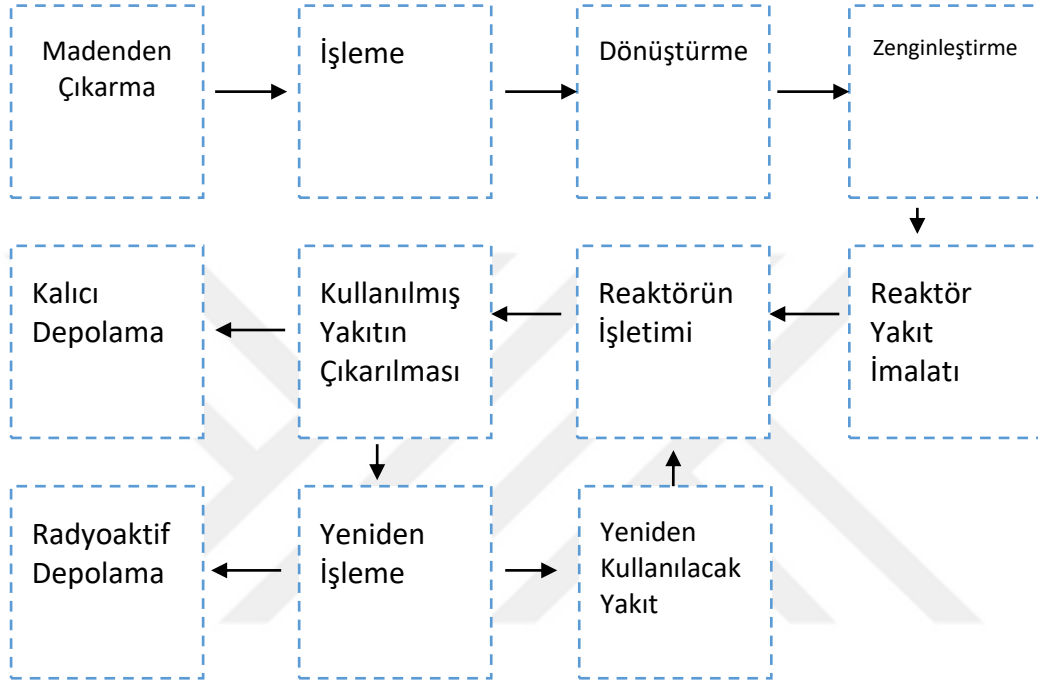 Madenden
Çıkarma
İşleme
Dönüştürme
Zenginleştirme
Kalıcı
Depolama
Kullanılmış
Yakıtın
Çıkarılması
Reaktörün
İşletimi
Reaktör
Yakıt
İmalatı
Radyoaktif
Depolama
Yeniden
İşleme
Yeniden
Kullanılacak
Yakıt